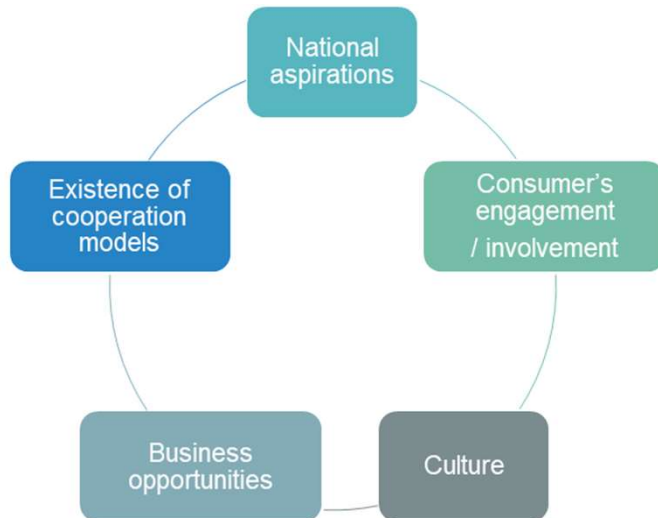 National
aspirations
Existence of
cooperation
models
Consumer’s
engagement
/ involvement
Business
opportunities
Culture